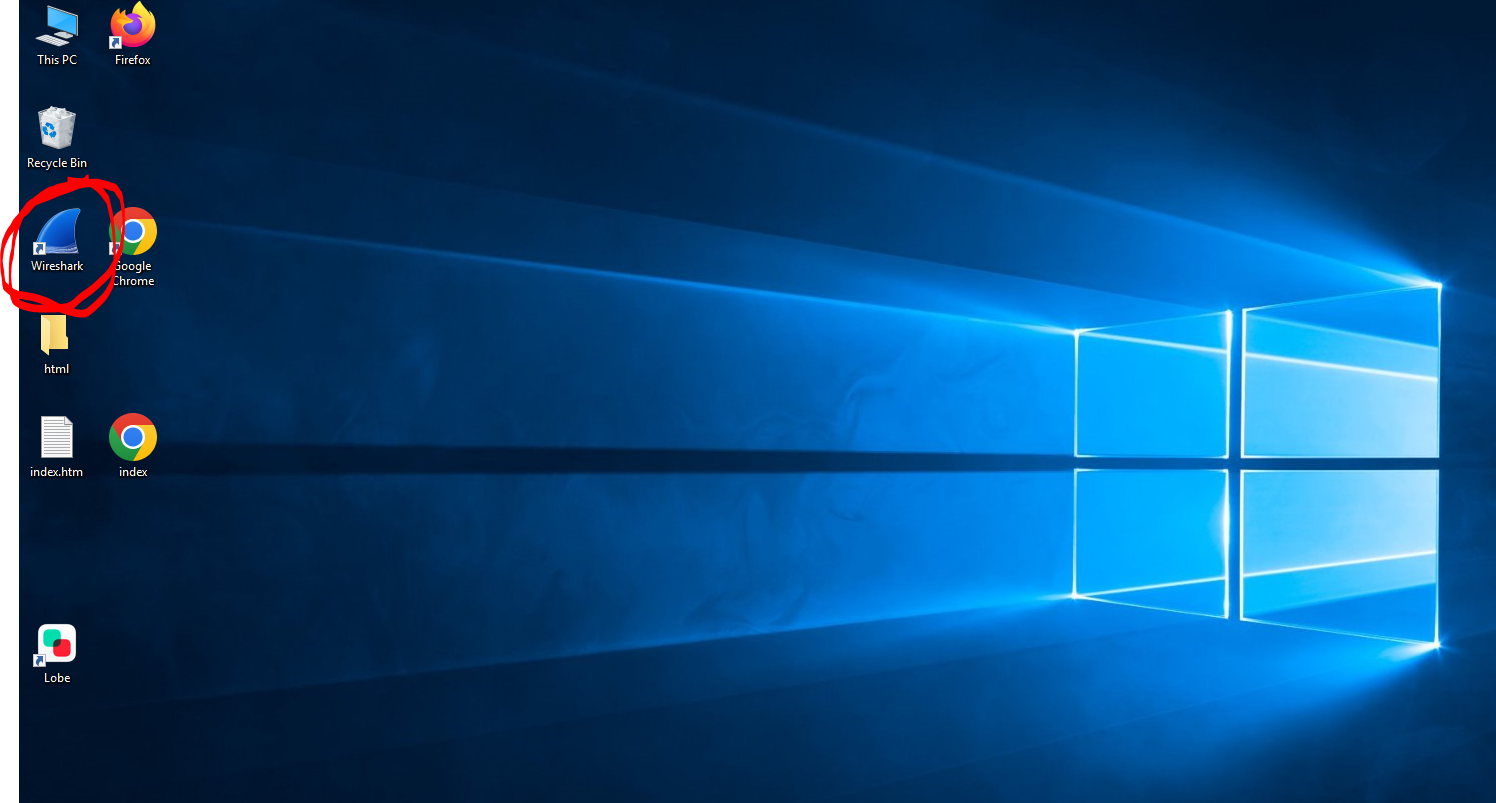 This PC
Firefox
Recycle Bin
Wireshark
Google
Chrome
html
index.htm
index
Lobe